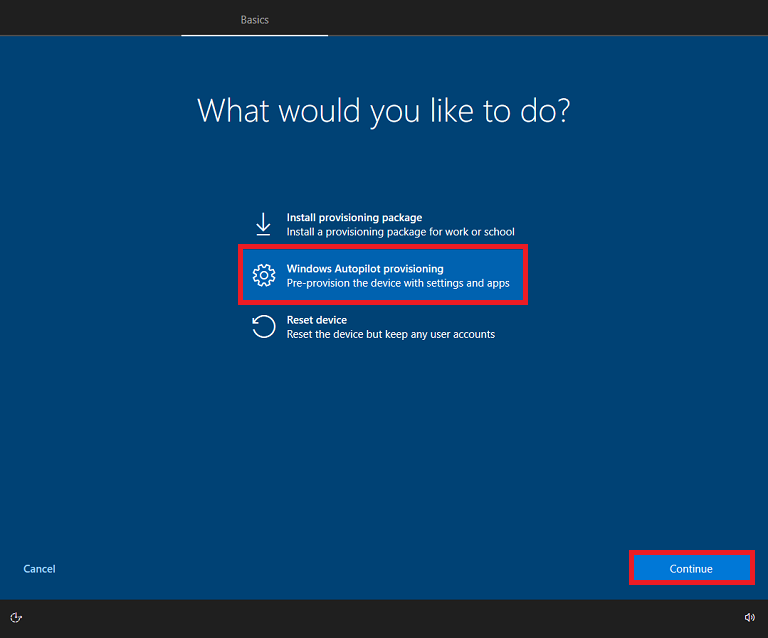 Basics
What would you like to do?
Install provisioning package
Install a provisioning package for work or school
Windows Autopilot provisioning
Pre-provision the device with settings and apps
Reset device
Reset the device but keep any user accounts
Cancel
Continue